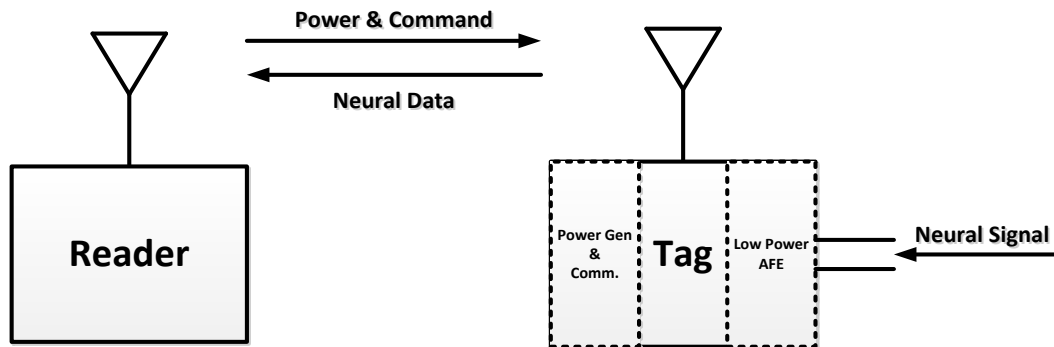 Power & Command
Neural Data
Reader
Power Gen
&
Comm.
Tag
Low Power
AFE
Neural Signal